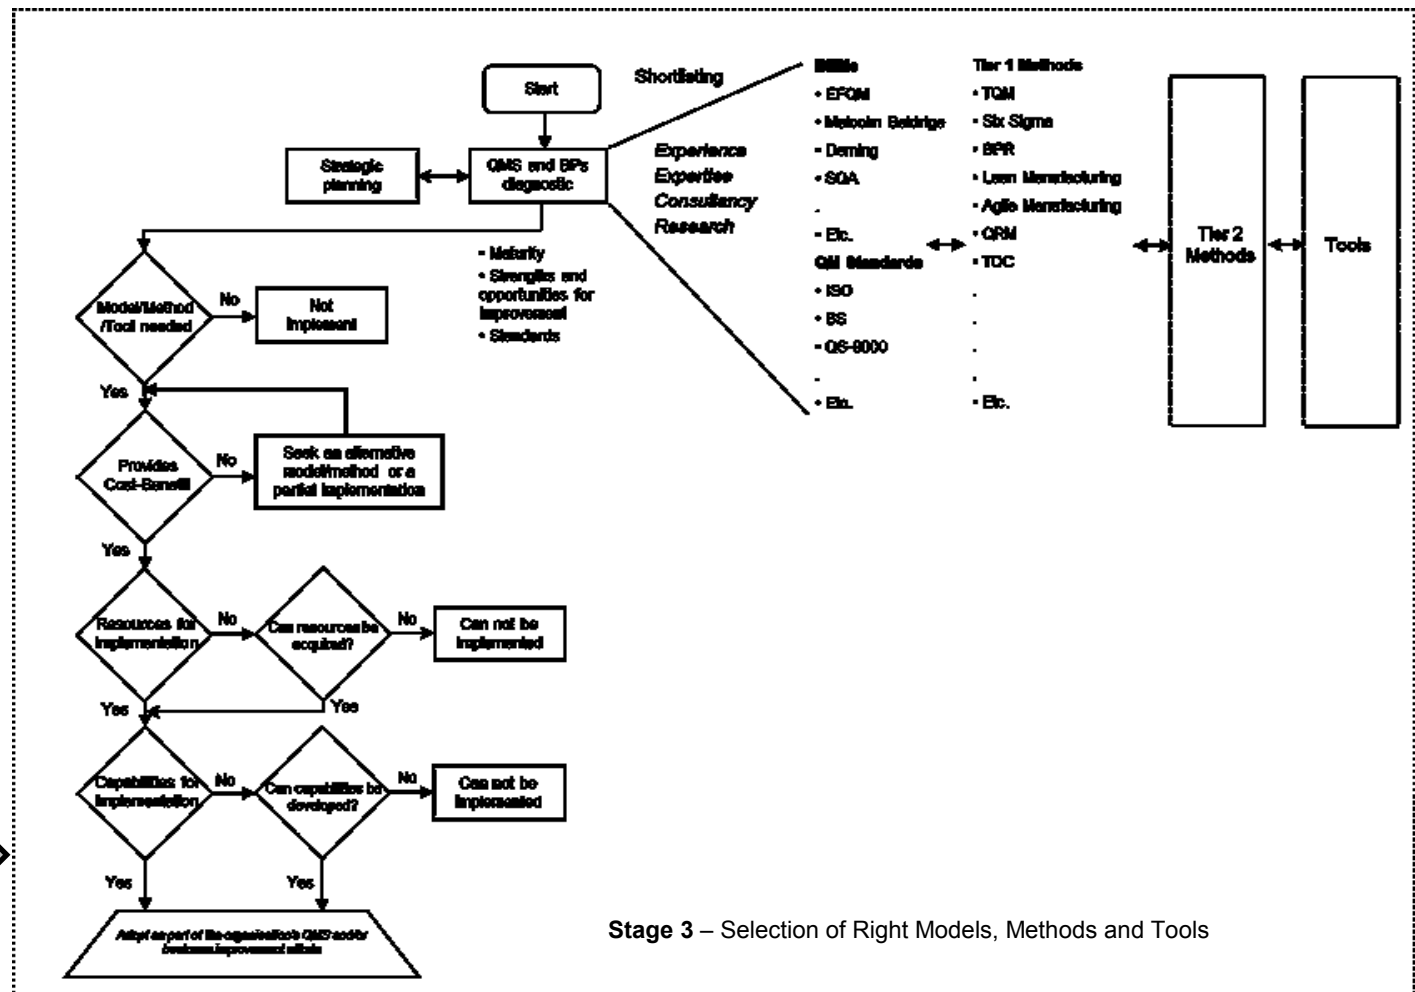 Start
Shortlisting
Strategic
planning
QMS and BPs
diagnostic
Experience
Expertise
Consultancy
Research
• Maturity
• Strengths and
opportunities for
improvement
• Standards
• EFQM
• Malcolm Baldrige
• Deming
• SQA
.
• Etc.
QM Standards
• ISO
• BS
• QS-9000
.
• Etc.
Tier 1 Methods
• TQM
• Six Sigma
• BPR
• Lean Manufacturing
• Agile Manufacturing
• QRM
• TOC
.
.
.
.
• Etc.
Tier 2
Methods
Tools
Model/Method
/Tool needed
No
Not
Implement
Yes
Provides
Cost-Benefit
No
Seek an alternative
model/method or a
partial implementation
Yes
Resources for
Implementation
No
Can resources be
acquired?
No
Can not be
Implemented
Yes
Yes
Capabilities for
Implementation
No
Can capabilities be
developed?
No
Can not be
Implemented
Yes
Yes
Adopt as part of the organisation's QMS and/or
business improvement efforts
Stage 3 – Selection of Right Models, Methods and Tools